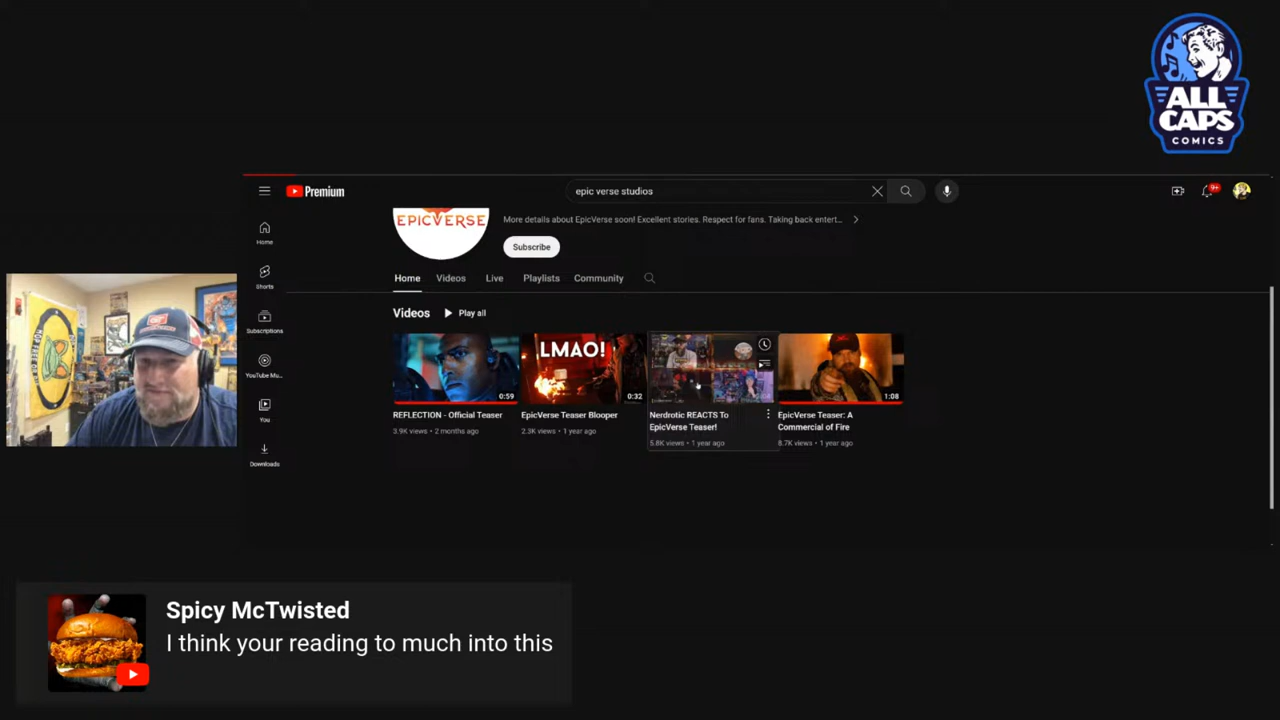 ALL
CAPS
COMICS
Premium
epic verse studios
9+
EPICVERSE
More details about EpicVerse soon! Excellent stories. Respect for fans. Taking back entert...
Subscribe
Home
Shorts
Subscriptions
YouTube Mu...
You
Downloads
Home Videos Live Playlists Community
Videos Play all
0:59
LMAO!
0:32
1:08
REFLECTION - Official Teaser
3.9K views • 2 months ago
EpicVerse Teaser Blooper
2.3K views • 1 year ago
Nerdrotic REACTS To
EpicVerse Teaser!
5.8K views • 1 year ago
EpicVerse Teaser: A
Commercial of Fire
8.7K views • 1 year ago
Spicy McTwisted
I think your reading to much into this